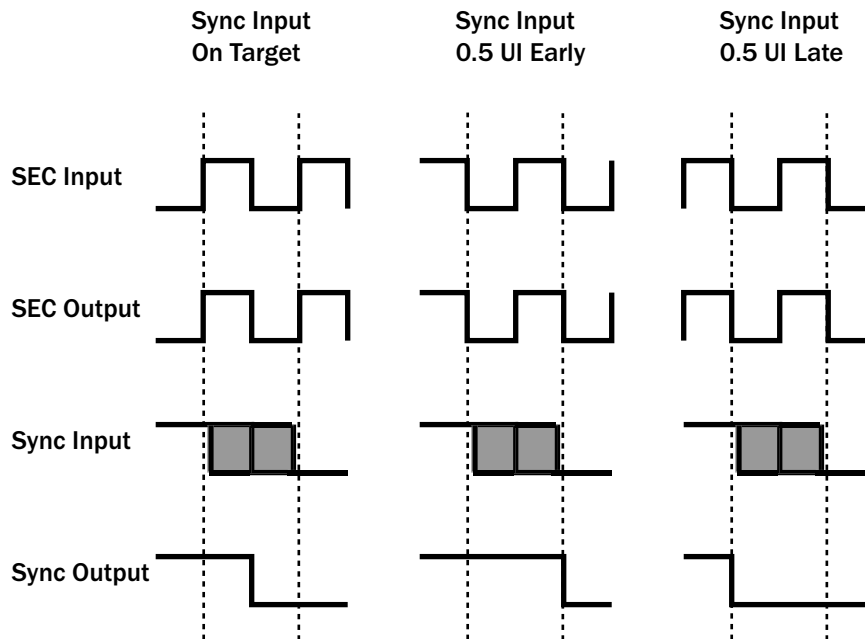 Sync Input
On Target
Sync Input
0.5 UI Early
Sync Input
0.5 UI Late
SEC Input
SEC Output
Sync Input
Sync Output